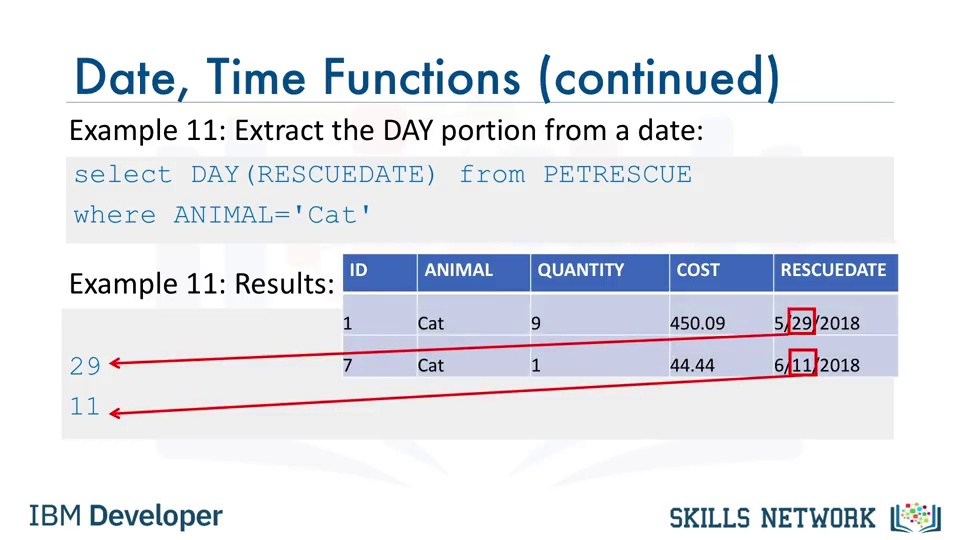 Date, Time Functions (continued)
Example 11: Extract the DAY portion from a date:
select DAY(RESCUEDATE) from PETRESCUE
where ANIMAL='Cat'
Example 11: Results:
ID ANIMAL QUANTITY COST RESCUEDATE
1 Cat 9 450.09 5/29/2018
7 Cat 1 44.44 6/11/2018
29
11
IBM Developer
SKILLS NETWORK